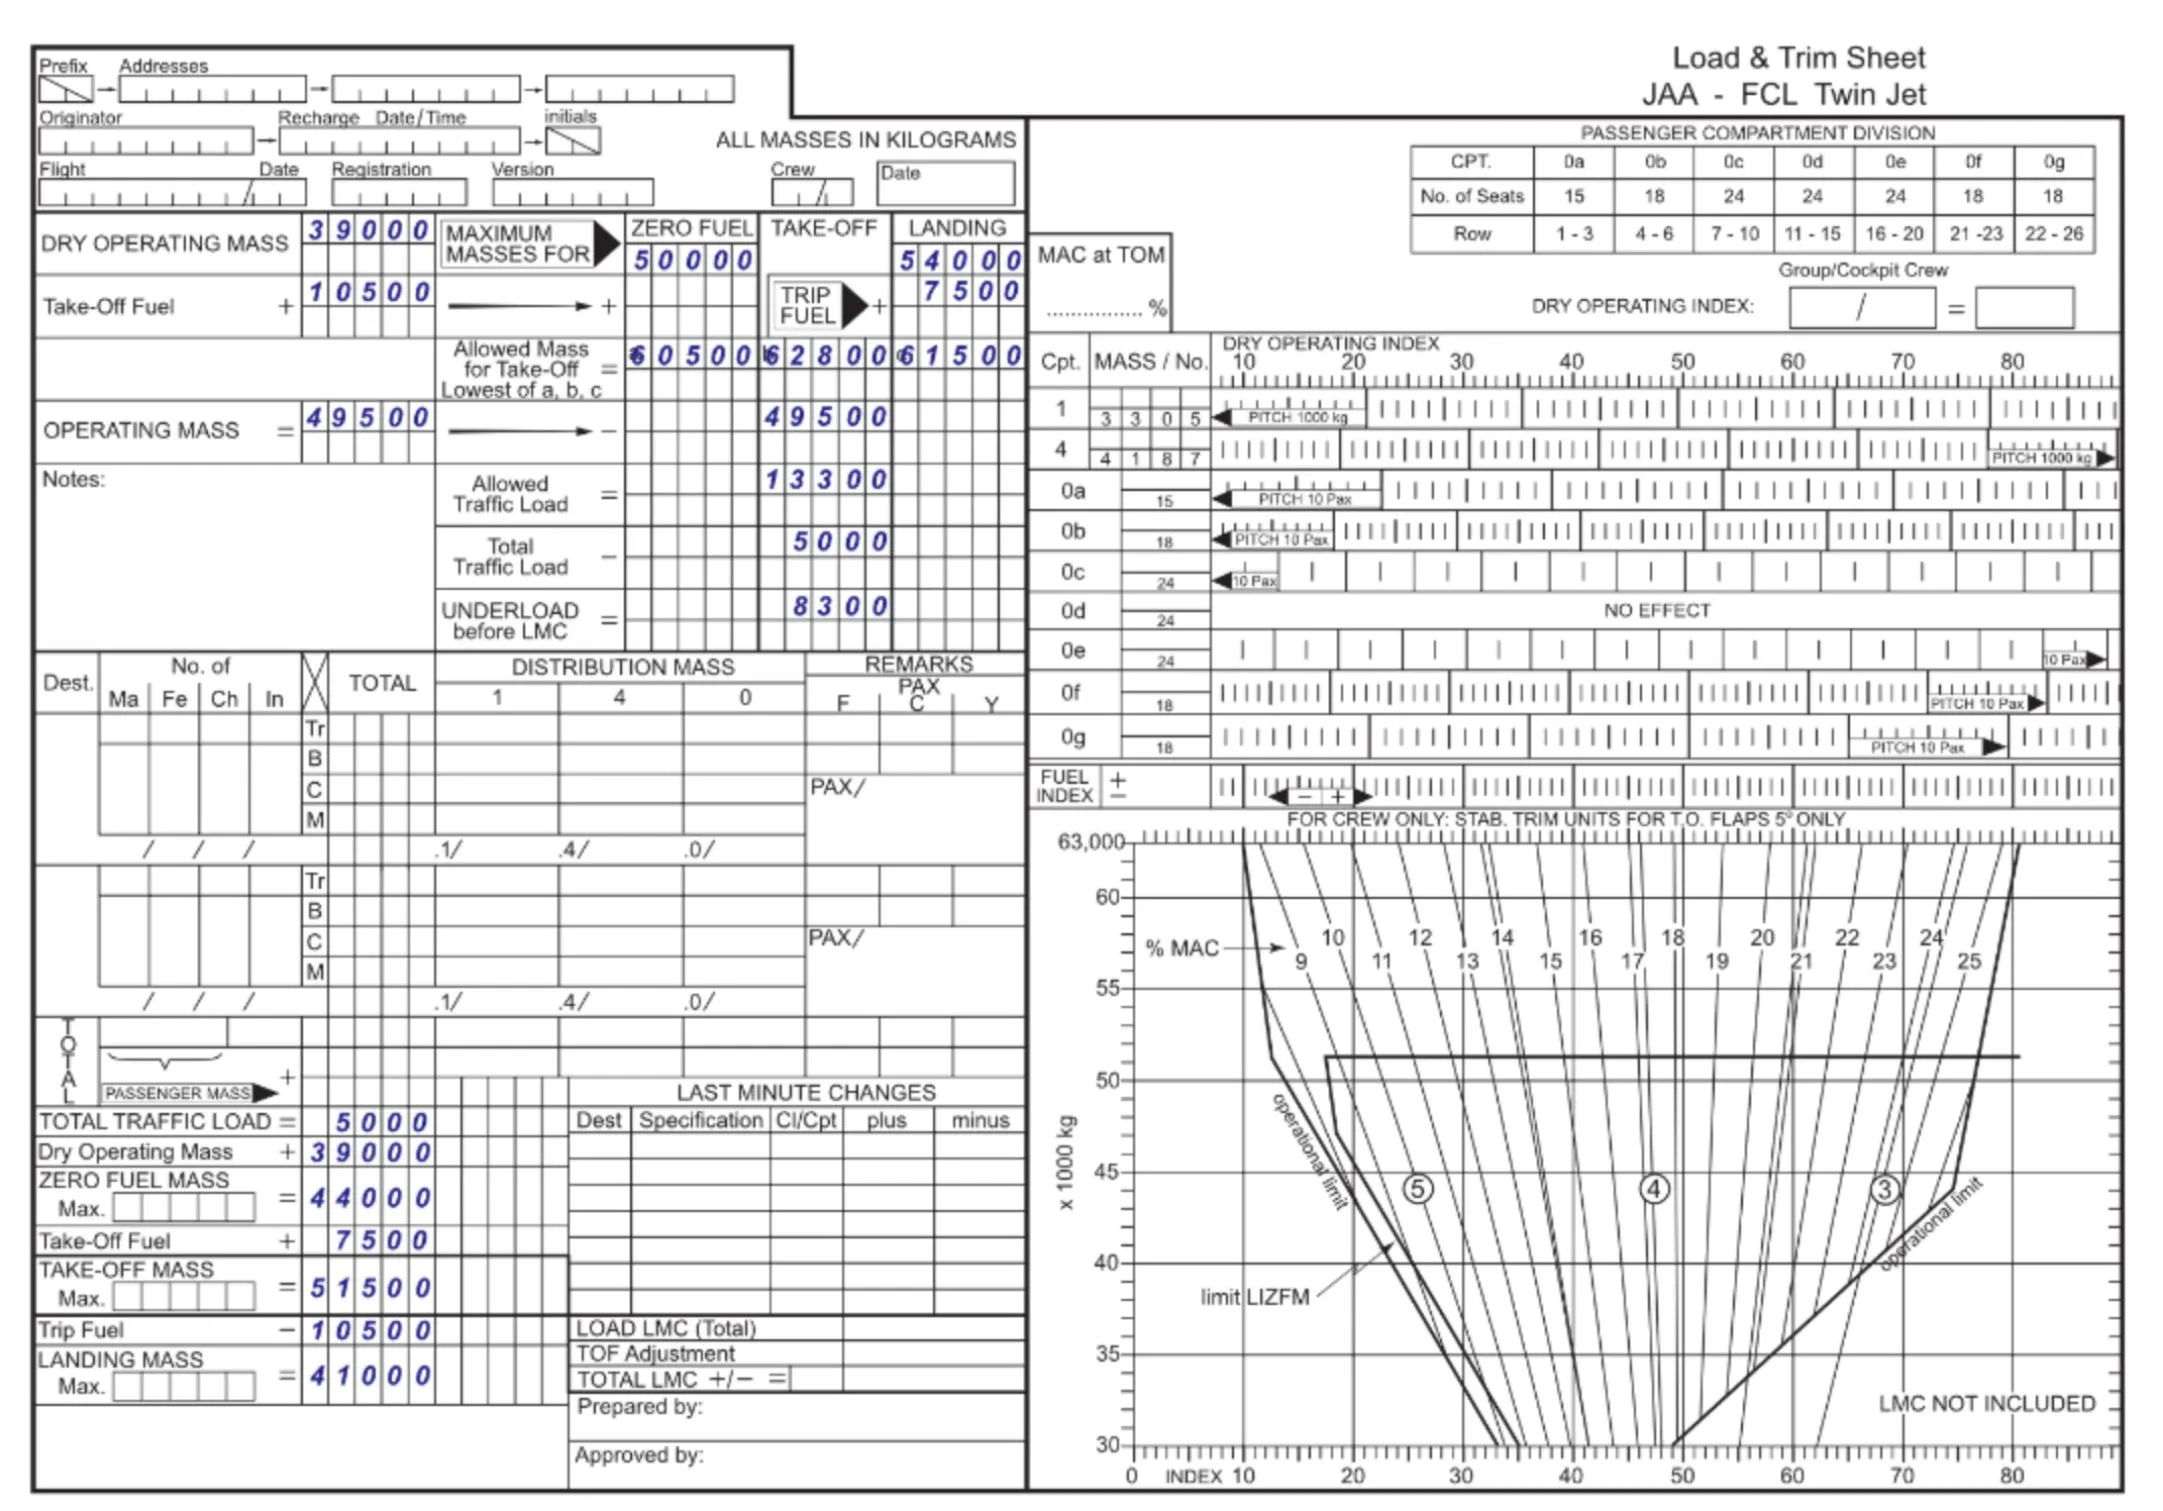 Load & Trim Sheet
JAA - FCL Twin Jet
Prefix Addresses
Originator Recharge Date/Time initials
ALL MASSES IN KILOGRAMS
Flight Date Registration Version Crew Date
DRY OPERATING MASS 39000 MAXIMUM MASSES FOR ZERO FUEL TAKE-OFF LANDING
50000 54000
Take-Off Fuel + 10500 + TRIP FUEL + 7500
Allowed Mass for Take-Off = Lowest of a, b, c 60500 62800 61500
OPERATING MASS = 49500 - 49500
Notes:
Allowed Traffic Load = 13300
Total Traffic Load - 5000
UNDERLOAD before LMC = 8300
Dest. No. of TOTAL DISTRIBUTION MASS REMARKS
Ma Fe Ch In 1 4 0 PAX
F C Y
Tr
B
C PAX/
M
/ / / .1/ .4/ .0/
Tr
B
C PAX/
M
/ / / .1/ .4/ .0/
TOTAL
PASSENGER MASS +
LAST MINUTE CHANGES
Dest Specification Cl/Cpt plus minus
TOTAL TRAFFIC LOAD = 5000
Dry Operating Mass + 39000
ZERO FUEL MASS
Max. = 44000
Take-Off Fuel + 7500
TAKE-OFF MASS
Max. = 51500
Trip Fuel - 10500
LANDING MASS
Max. = 41000
LOAD LMC (Total)
TOF Adjustment
TOTAL LMC +/− =
Prepared by:
Approved by:
PASSENGER COMPARTMENT DIVISION
CPT. 0a 0b 0c 0d 0e 0f 0g
No. of Seats 15 18 24 24 24 18 18
Row 1 - 3 4 - 6 7 - 10 11 - 15 16 - 20 21 -23 22 - 26
MAC at TOM
................ %
Group/Cockpit Crew
DRY OPERATING INDEX: / =
Cpt. MASS / No. DRY OPERATING INDEX
10 20 30 40 50 60 70 80
1 3305 PITCH 1000 kg
4 4187 PITCH 1000 kg
0a 15 PITCH 10 Pax
0b 18 PITCH 10 Pax
0c 24 10 Pax
0d 24 NO EFFECT
0e 24 10 Pax
0f 18 PITCH 10 Pax
0g 18 PITCH 10 Pax
FUEL INDEX + − − +
FOR CREW ONLY: STAB. TRIM UNITS FOR T.O. FLAPS 5° ONLY
63,000
60
% MAC
10 12 14 16 18 20 22 24
9 11 13 15 17 19 21 23 25
55
50
45
5 4 3
operational limit
operational limit
40
limit LIZFM
35
LMC NOT INCLUDED
30
x 1000 kg
0 INDEX 10 20 30 40 50 60 70 80